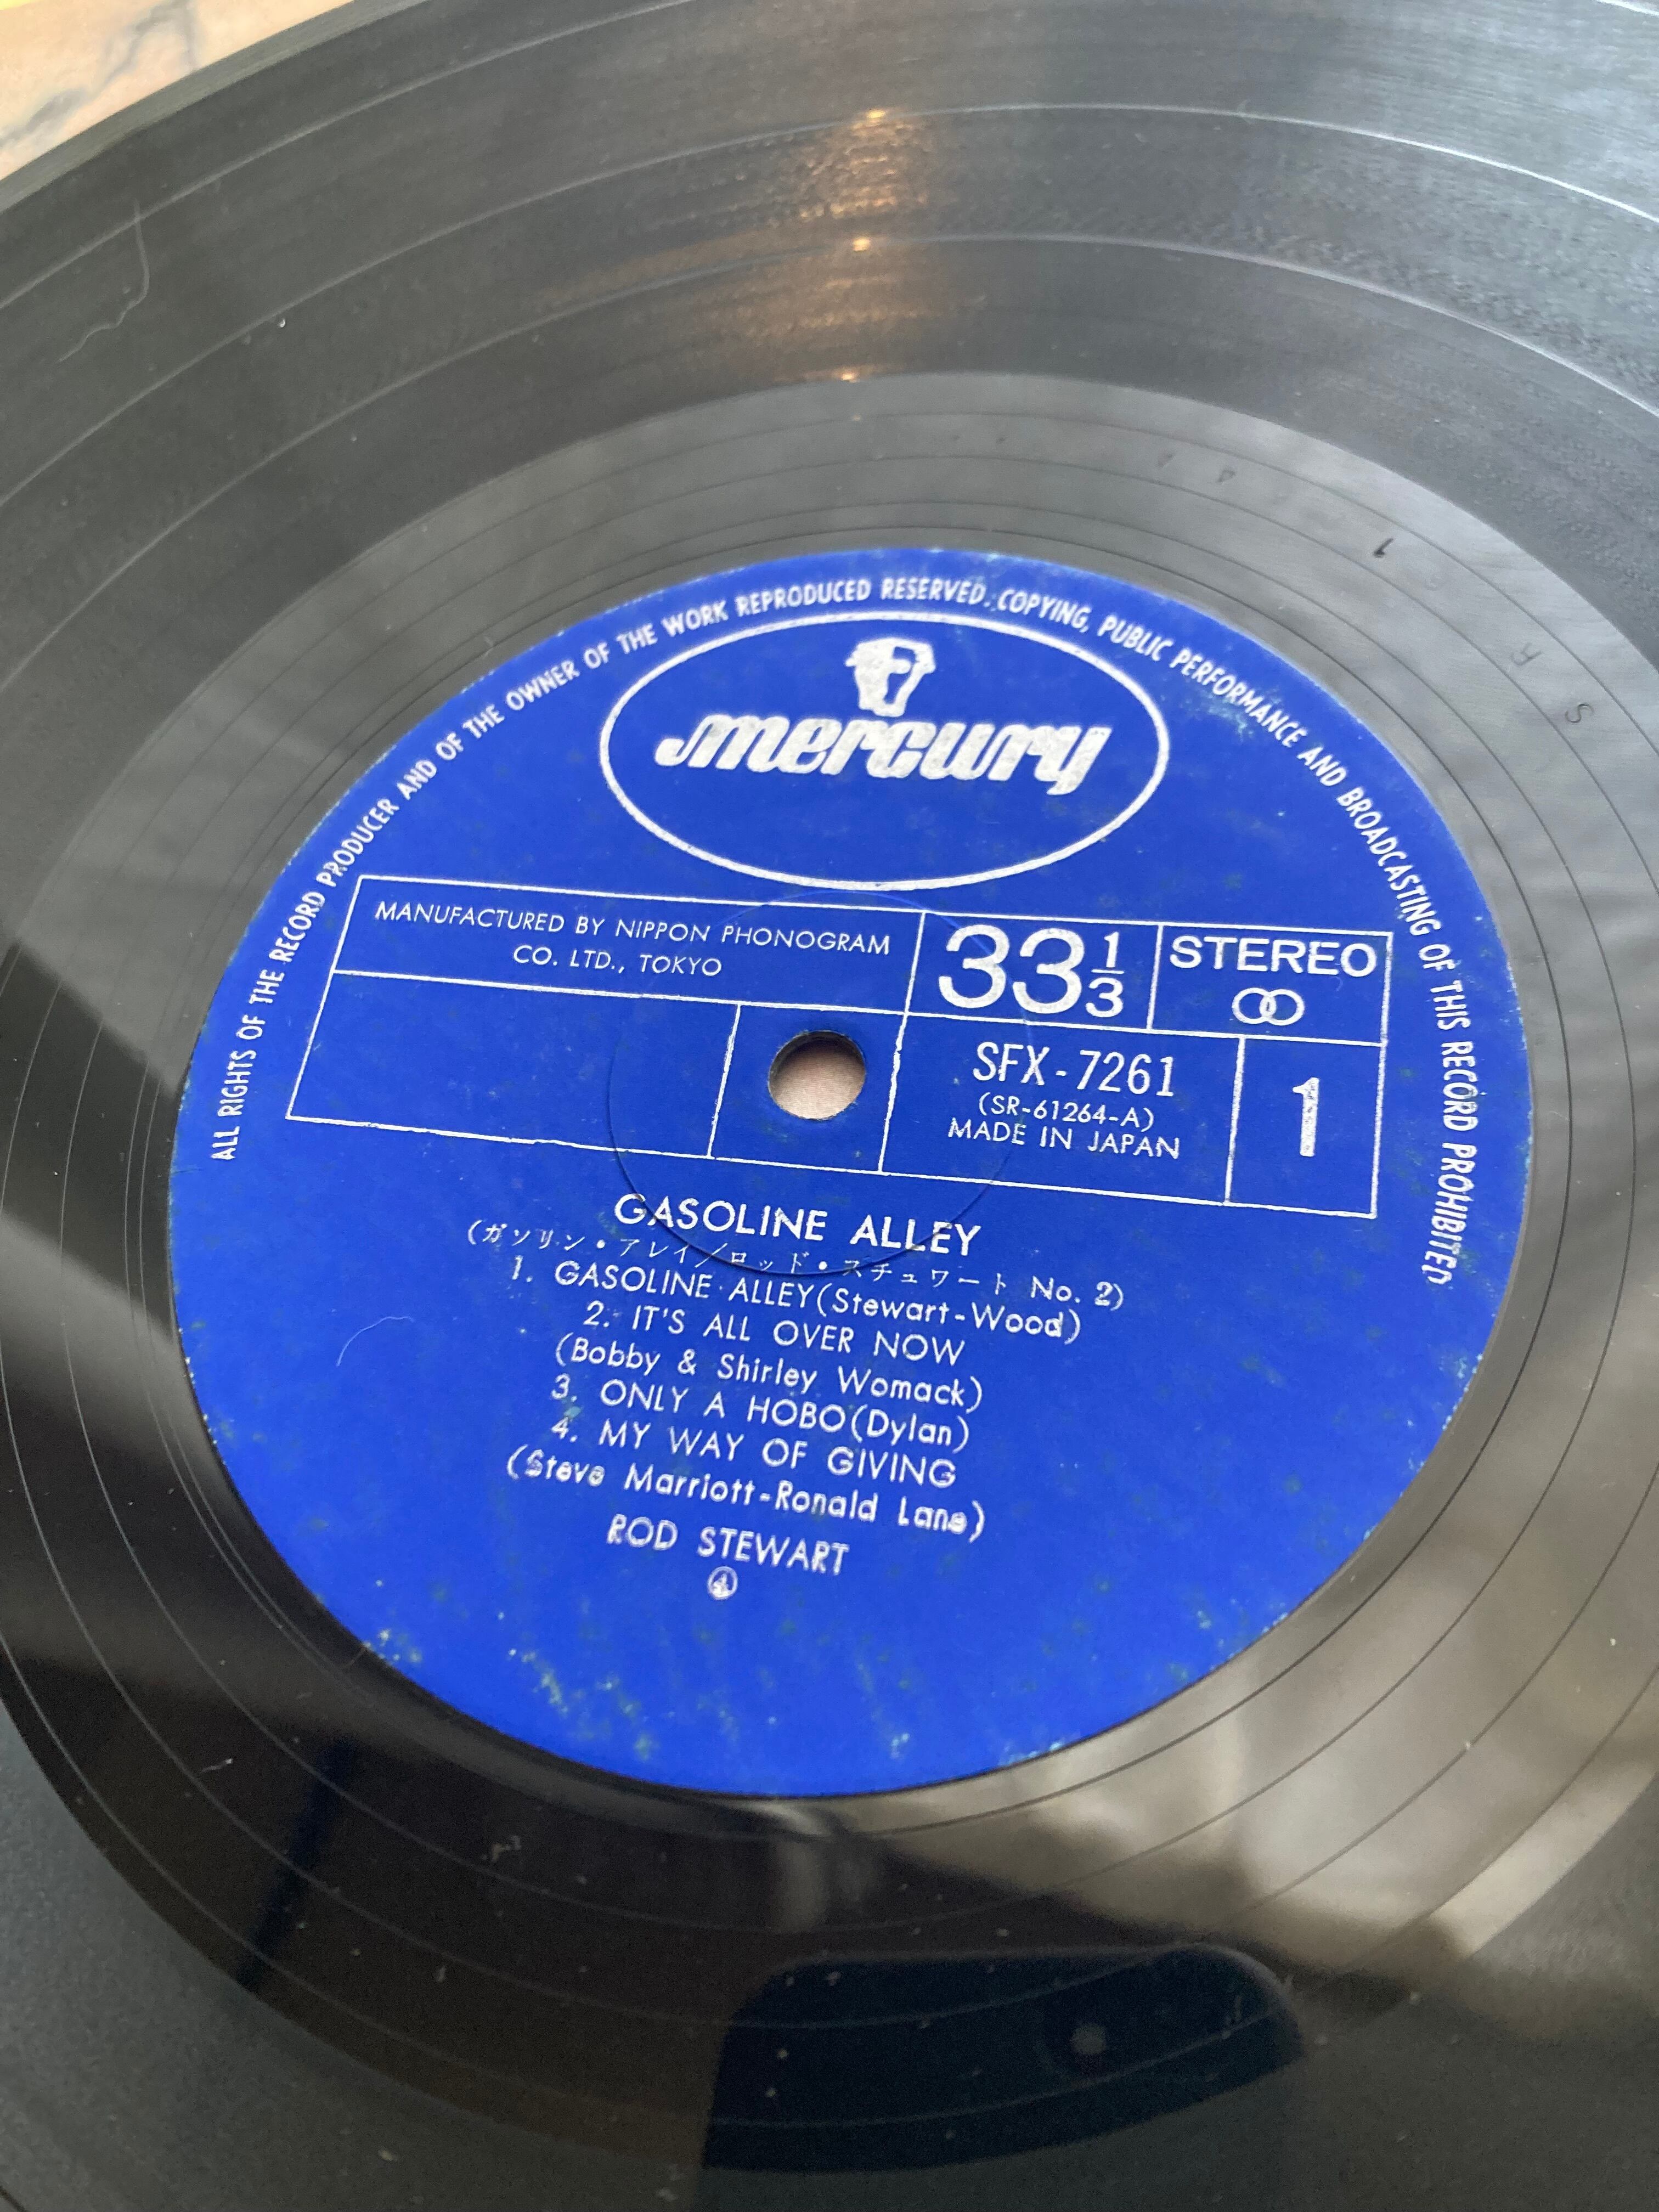 ALL RIGHTS OF THE RECORD PRODUCER AND OF THE OWNER OF THE WORK REPRODUCED RESERVED. COPYING, PUBLIC PERFORMANCE AND BROADCASTING OF THIS RECORD PROHIBITED
mercury
MANUFACTURED BY NIPPON PHONOGRAM
CO. LTD., TOKYO
33 1/3
STEREO
SFX-7261
(SR-61264-A)
MADE IN JAPAN
1
GASOLINE ALLEY
(ガソリン・アレイ/ロッド・スチュワート No. 2)
1. GASOLINE ALLEY(Stewart-Wood)
2. IT'S ALL OVER NOW
(Bobby & Shirley Womack)
3. ONLY A HOBO(Dylan)
4. MY WAY OF GIVING
(Steve Marriott-Ronald Lane)
ROD STEWART
④